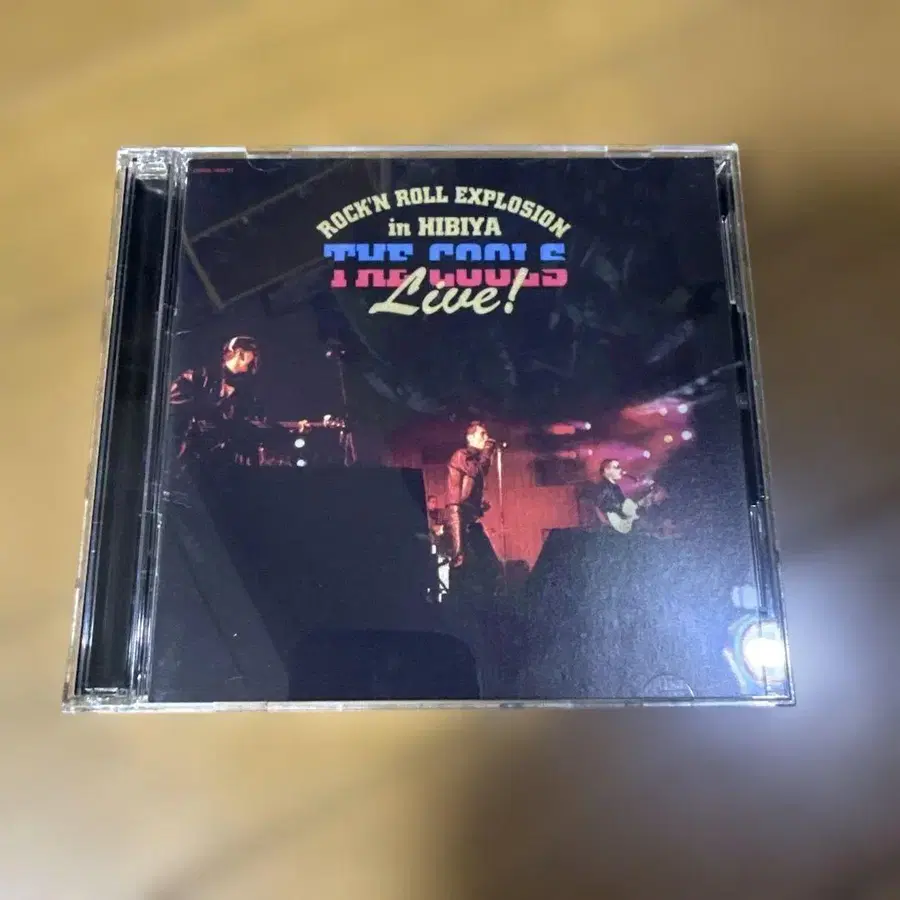 ROCK'N ROLL EXPLOSION
in HIBIYA
THE COOLS
Live!